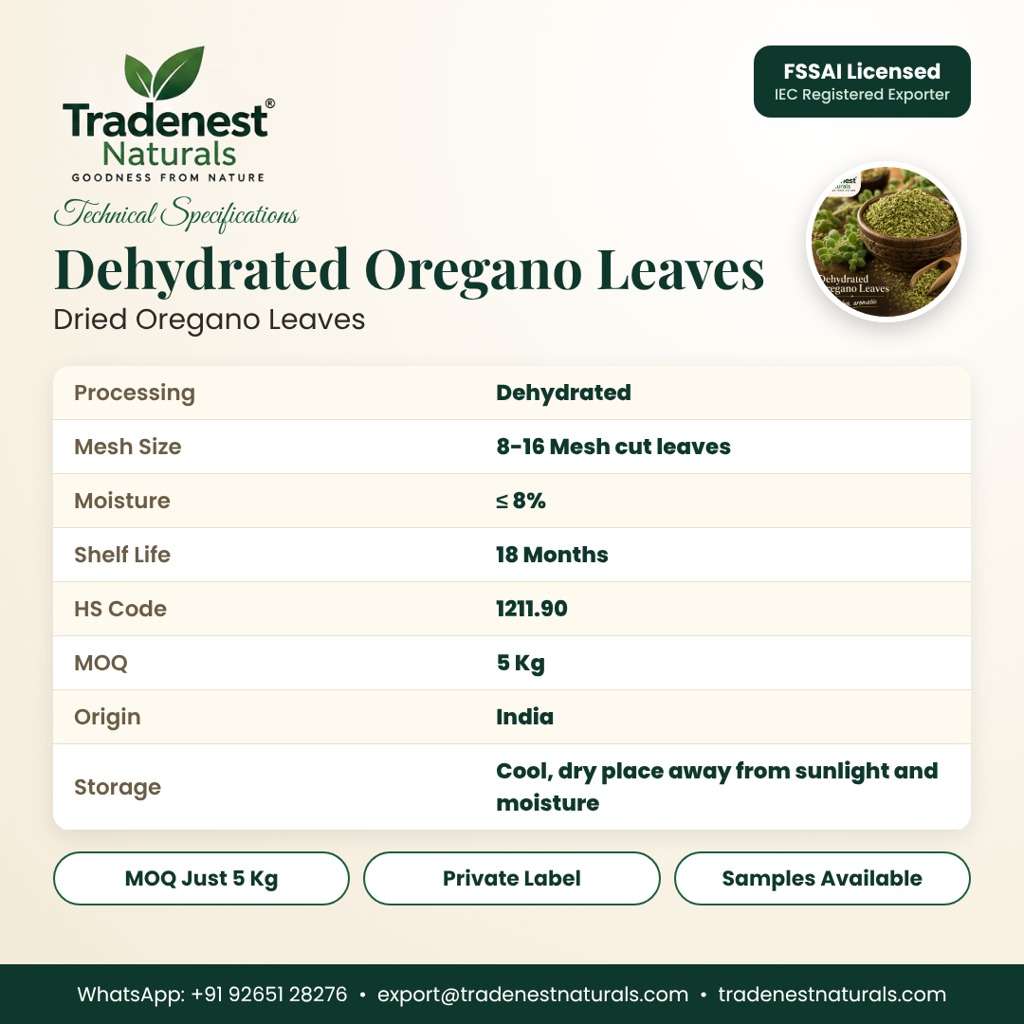 Tradenest®
Naturals
GOODNESS FROM NATURE
FSSAI Licensed
IEC Registered Exporter
Technical Specifications
Dehydrated Oregano Leaves
Dried Oregano Leaves
Dehydrated
egano Leaves
aromatic
Processing Dehydrated
Mesh Size 8-16 Mesh cut leaves
Moisture ≤ 8%
Shelf Life 18 Months
HS Code 1211.90
MOQ 5 Kg
Origin India
Storage Cool, dry place away from sunlight and
moisture
MOQ Just 5 Kg
Private Label
Samples Available
WhatsApp: +91 92651 28276 • export@tradenestnaturals.com • tradenestnaturals.com